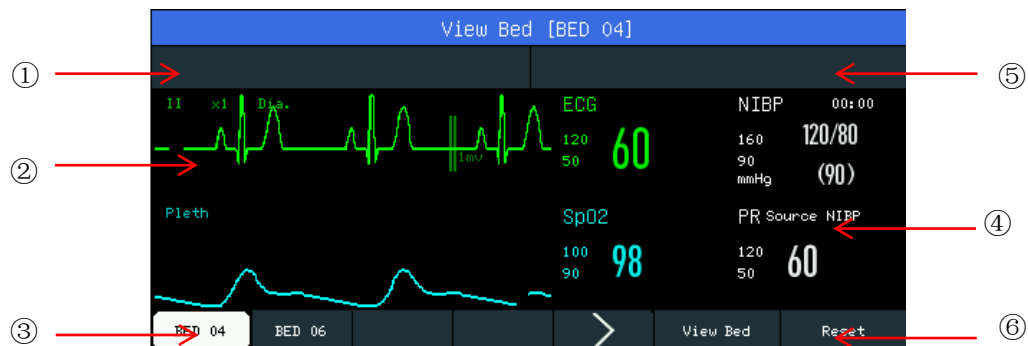 View Bed [BED 04]
①
⑤
II x1 Dia.
ECG
NIBP 00:00
120
50
60
160
90
mmHg
120/80
(90)
②
1mv
Pleth
SpO2
PR Source NIBP
④
100
90
98
120
50
60
③
BED 04
BED 06
View Bed
Reset
⑥